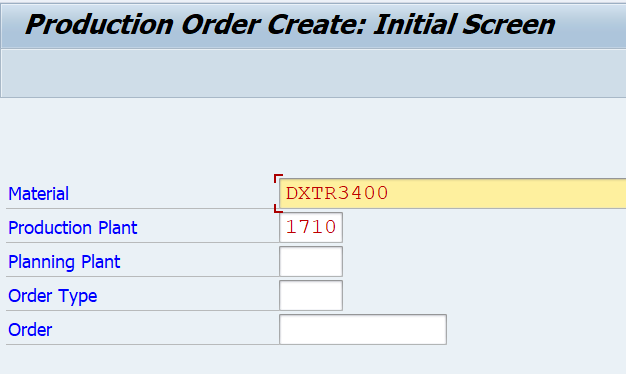 Production Order Create: Initial Screen
Material DXTR3400
Production Plant 1710
Planning Plant
Order Type
Order